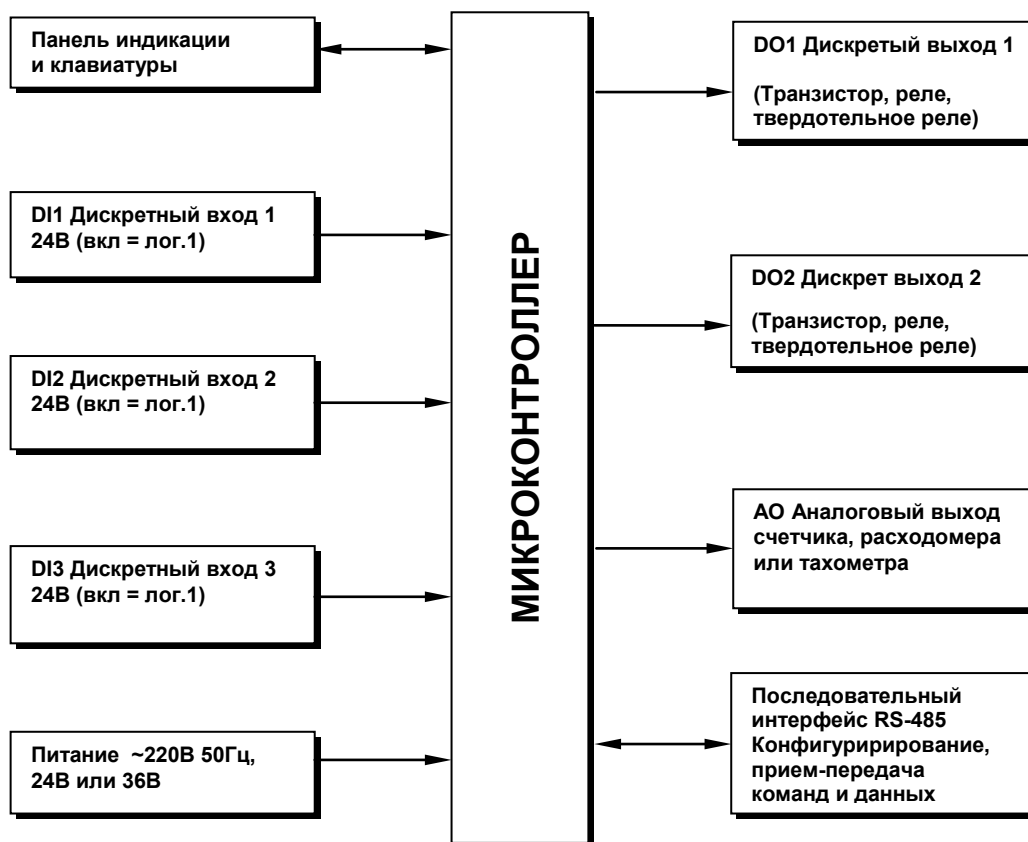 Панель индикации
и клавиатуры
DI1 Дискретный вход 1
24В (вкл = лог.1)
DI2 Дискретный вход 2
24В (вкл = лог.1)
DI3 Дискретный вход 3
24В (вкл = лог.1)
Питание ~220В 50Гц,
24В или 36В
МИКРОКОНТРОЛЛЕР
DO1 Дискретый выход 1
(Транзистор, реле,
твердотельное реле)
DO2 Дискрет выход 2
(Транзистор, реле,
твердотельное реле)
АО Аналоговый выход
счетчика, расходомера
или тахометра
Последовательный
интерфейс RS-485
Конфигуририрование,
прием-передача
команд и данных